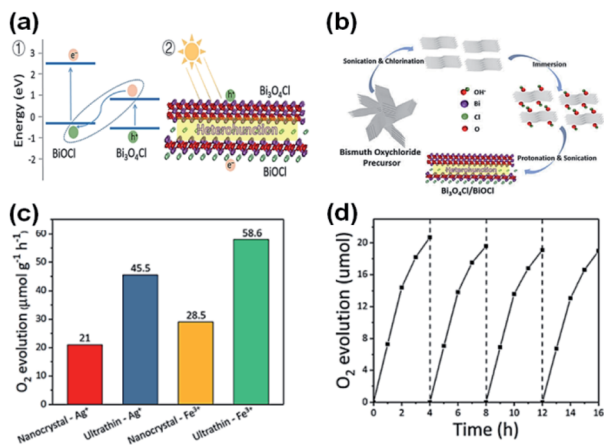 (a)
①
②
Energy (eV)
3
2
1
0
-1
-2
e⁻
h⁺
BiOCl
Bi₃O₄Cl
h⁺
Bi₃O₄Cl
Heterojunction
BiOCl
e⁻
(b)
Sonication & Chlorination
Immersion
OH⁻
Bi
Cl
O
Bismuth Oxychloride
Precursor
Protonation & Sonication
Bi₃O₄Cl/BiOCl
Heterojunction
(c)
O₂ evolution (μmol g⁻¹ h⁻¹)
60
50
40
30
20
10
0
21
45.5
28.5
58.6
Nanocrystal - Ag⁺
Ultrathin - Ag⁺
Nanocrystal - Fe³⁺
Ultrathin - Fe³⁺
(d)
O₂ evolution (umol)
20
16
12
8
4
0
0 2 4 6 8 10 12 14 16
Time (h)